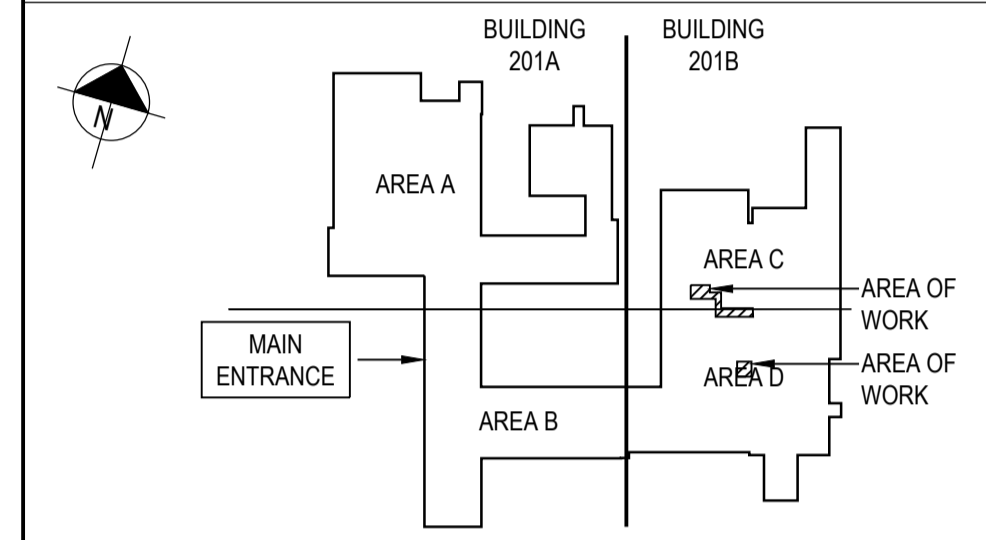 BUILDING
201A
BUILDING
201B
N
AREA A
AREA C
AREA OF
WORK
MAIN
ENTRANCE
AREA D
AREA OF
WORK
AREA B